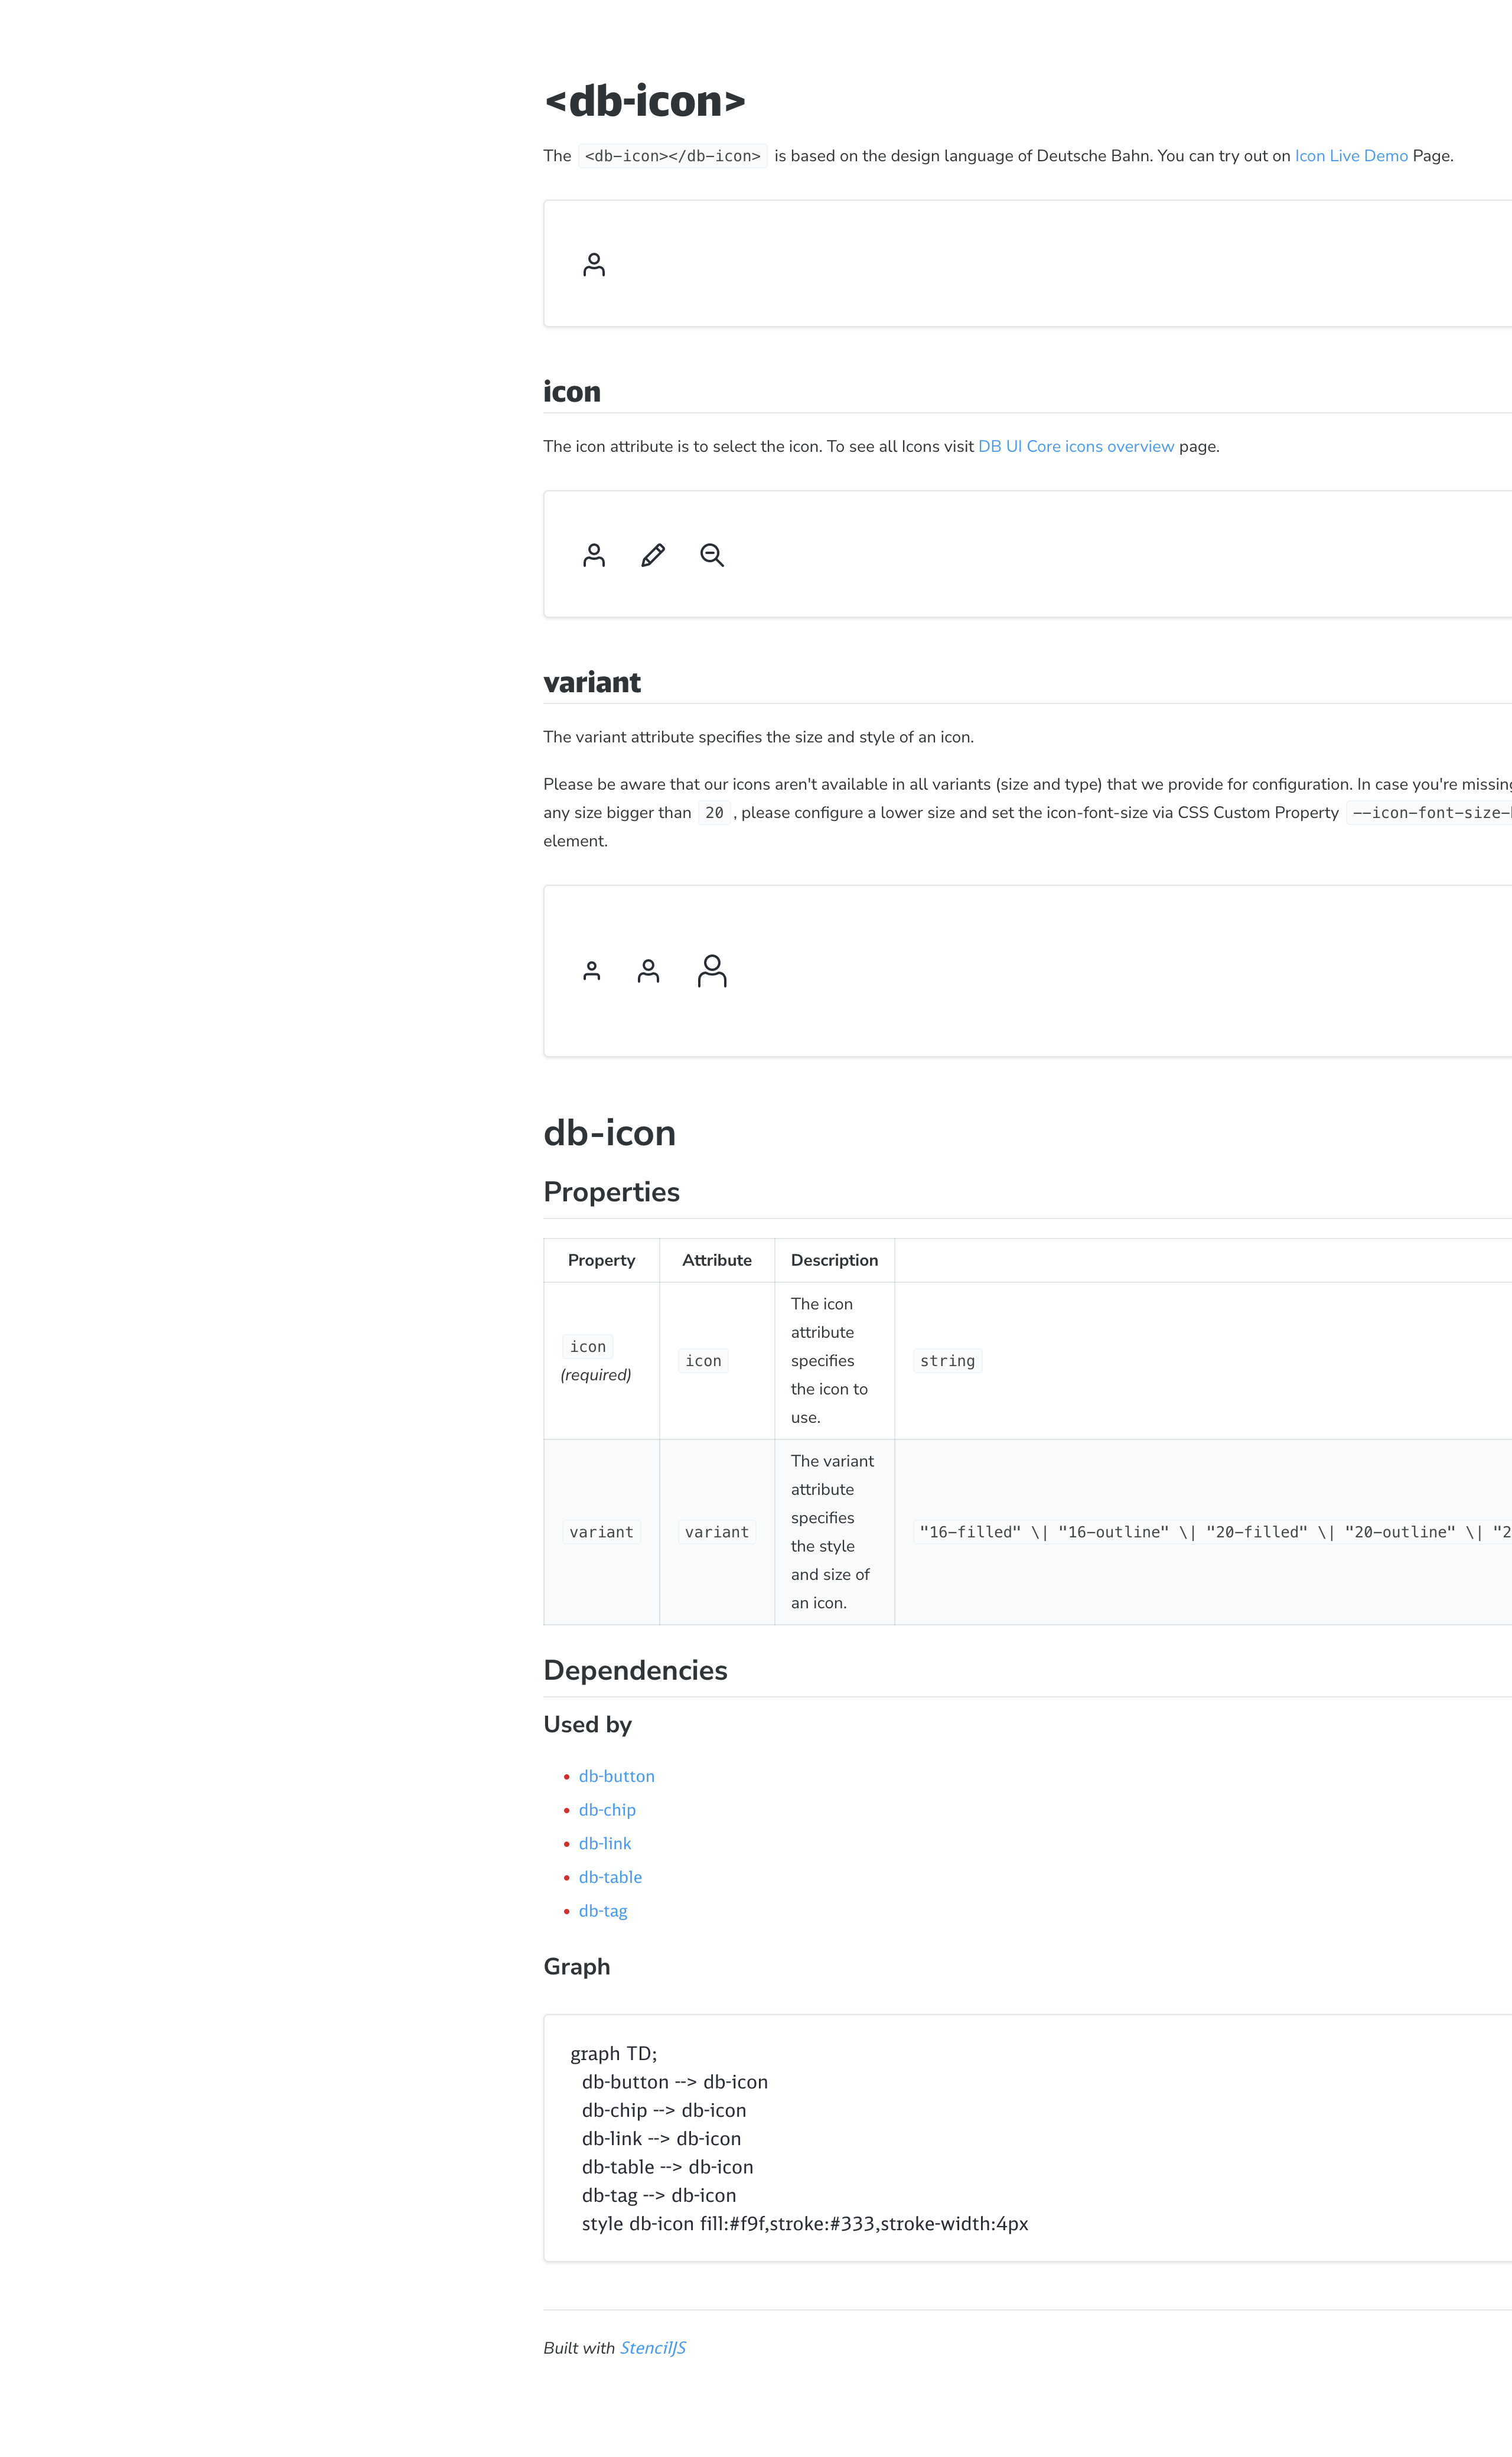 <db-icon>
The <db-icon></db-icon> is based on the design language of Deutsche Bahn. You can try out on Icon Live Demo Page.
icon
The icon attribute is to select the icon. To see all Icons visit DB UI Core icons overview page.
variant
The variant attribute specifies the size and style of an icon.
Please be aware that our icons aren't available in all variants (size and type) that we provide for configuration. In case you're missing
any size bigger than 20, please configure a lower size and set the icon-font-size via CSS Custom Property --icon-font-size-
element.
db-icon
Properties
Property Attribute Description
icon
(required)
icon
The icon
attribute
specifies
the icon to
use.
string
variant
variant
The variant
attribute
specifies
the style
and size of
an icon.
"16-filled" \| "16-outline" \| "20-filled" \| "20-outline" \| "2
Dependencies
Used by
• db-button
• db-chip
• db-link
• db-table
• db-tag
Graph
graph TD;
db-button --> db-icon
db-chip --> db-icon
db-link --> db-icon
db-table --> db-icon
db-tag --> db-icon
style db-icon fill:#f9f,stroke:#333,stroke-width:4px
Built with StencilJS